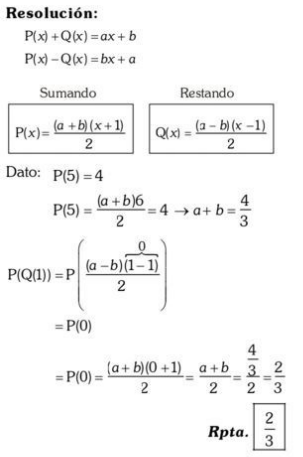 Resolución:
P(x)+Q(x)=ax+b
P(x)−Q(x)=bx+a
Sumando
Restando
P(x)= (a+b)(x+1)/2
Q(x)= (a−b)(x−1)/2
Dato: P(5)=4
P(5)= (a+b)6/2 =4 → a+b= 4/3
0
P(Q(1))=P( (a−b)(1−1)/2 )
=P(0)
=P(0)= (a+b)(0+1)/2 = a+b/2 = 4/3/2 = 2/3
Rpta. 2/3